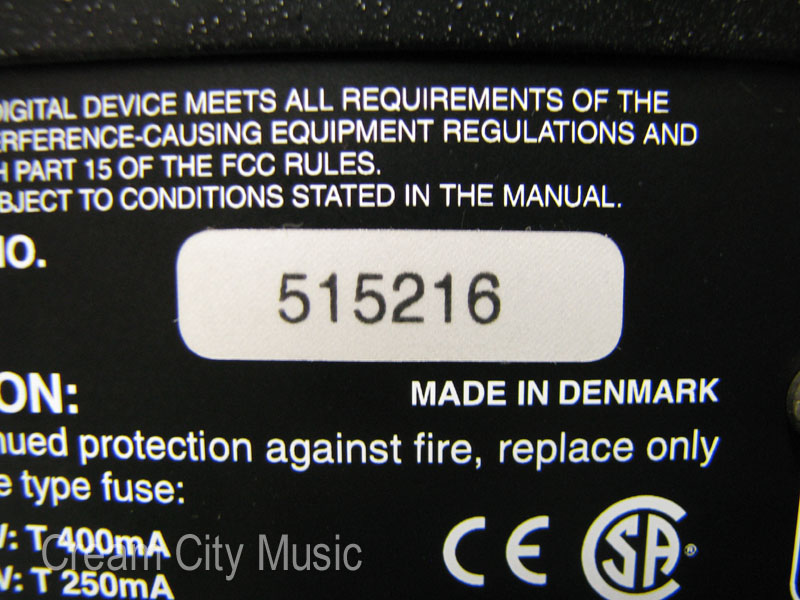 DIGITAL DEVICE MEETS ALL REQUIREMENTS OF THE
ERFERENCE-CAUSING EQUIPMENT REGULATIONS AND
H PART 15 OF THE FCC RULES.
BJECT TO CONDITIONS STATED IN THE MANUAL.
NO.
515216
ON:
MADE IN DENMARK
nued protection against fire, replace only
e type fuse:
V: T 400mA
Cream City Music
V: T 250mA
CE
SA®